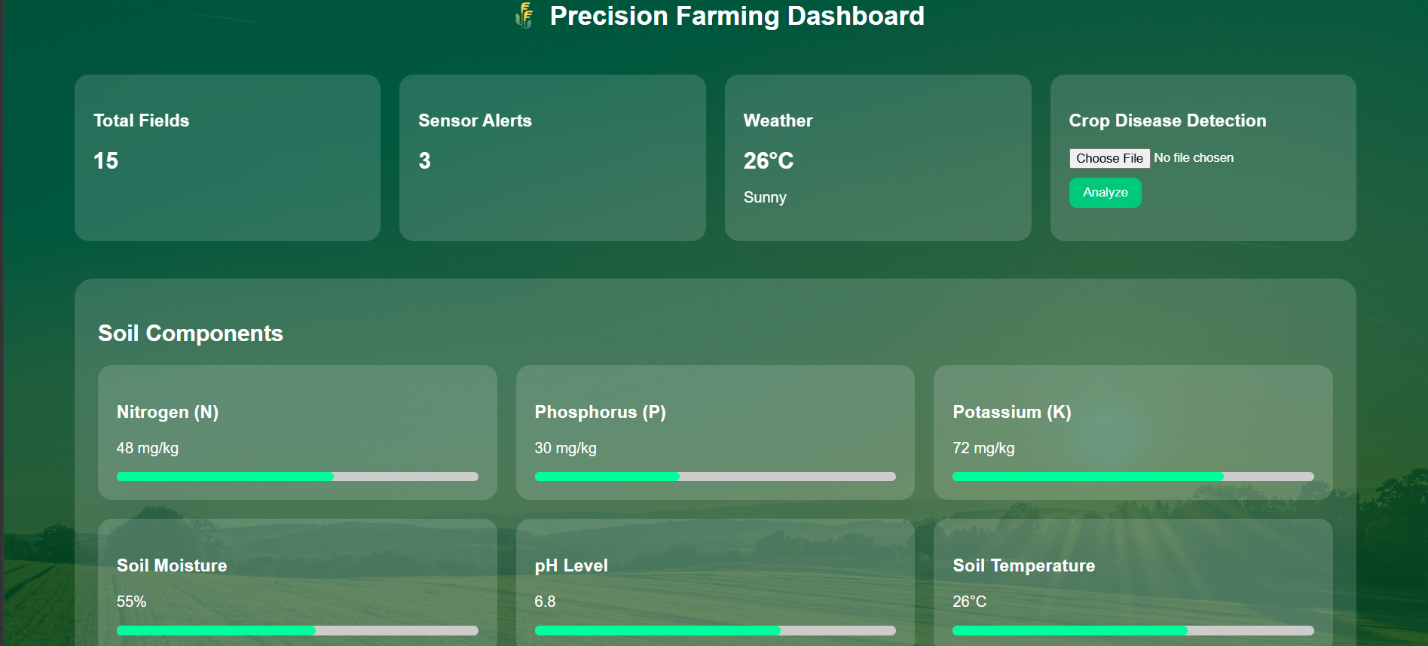 Precision Farming Dashboard
Total Fields
15
Sensor Alerts
3
Weather
26°C
Sunny
Crop Disease Detection
Choose File No file chosen
Analyze
Soil Components
Nitrogen (N)
48 mg/kg
Phosphorus (P)
30 mg/kg
Potassium (K)
72 mg/kg
Soil Moisture
55%
pH Level
6.8
Soil Temperature
26°C